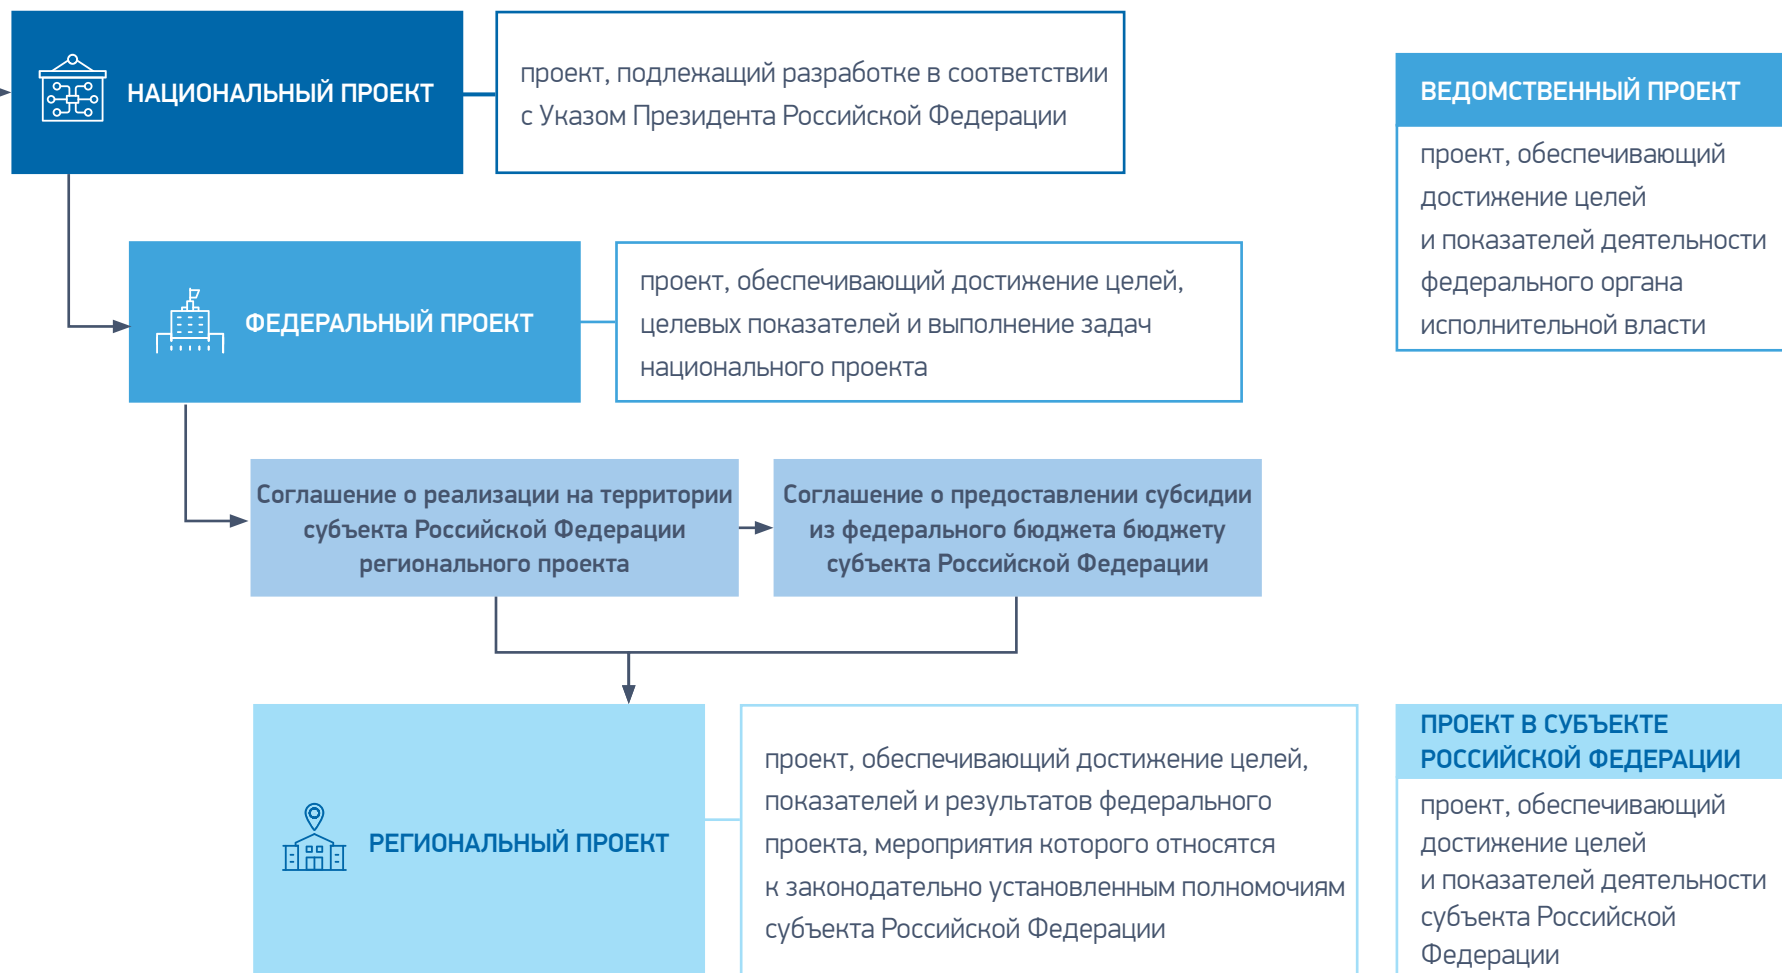 НАЦИОНАЛЬНЫЙ ПРОЕКТ
проект, подлежащий разработке в соответствии
с Указом Президента Российской Федерации
ВЕДОМСТВЕННЫЙ ПРОЕКТ
проект, обеспечивающий
достижение целей
и показателей деятельности
федерального органа
исполнительной власти
ФЕДЕРАЛЬНЫЙ ПРОЕКТ
проект, обеспечивающий достижение целей,
целевых показателей и выполнение задач
национального проекта
Соглашение о реализации на территории
субъекта Российской Федерации
регионального проекта
Соглашение о предоставлении субсидии
из федерального бюджета бюджету
субъекта Российской Федерации
РЕГИОНАЛЬНЫЙ ПРОЕКТ
проект, обеспечивающий достижение целей,
показателей и результатов федерального
проекта, мероприятия которого относятся
к законодательно установленным полномочиям
субъекта Российской Федерации
ПРОЕКТ В СУБЪЕКТЕ
РОССИЙСКОЙ ФЕДЕРАЦИИ
проект, обеспечивающий
достижение целей
и показателей деятельности
субъекта Российской
Федерации